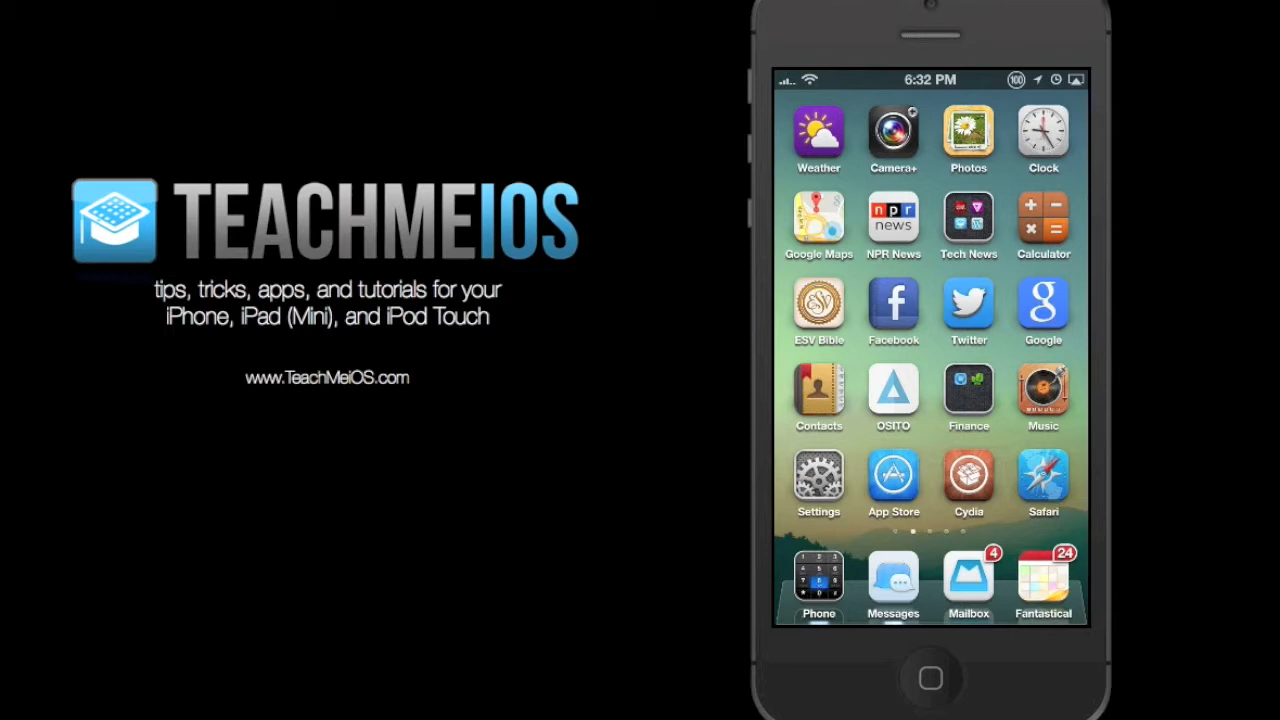 TEACHMEIOS
tips, tricks, apps, and tutorials for your
iPhone, iPad (Mini), and iPod Touch
www.TeachMeiOS.com
6:32 PM
100
Weather
Camera+
Photos
Clock
npr
Google Maps
NPR News
Tech News
Calculator
news
ESV
ESV Bible
Facebook
Twitter
Google
Contacts
OSITO
Finance
Music
Settings
App Store
Cydia
Safari
4
24
Phone
Messages
Mailbox
Fantastical